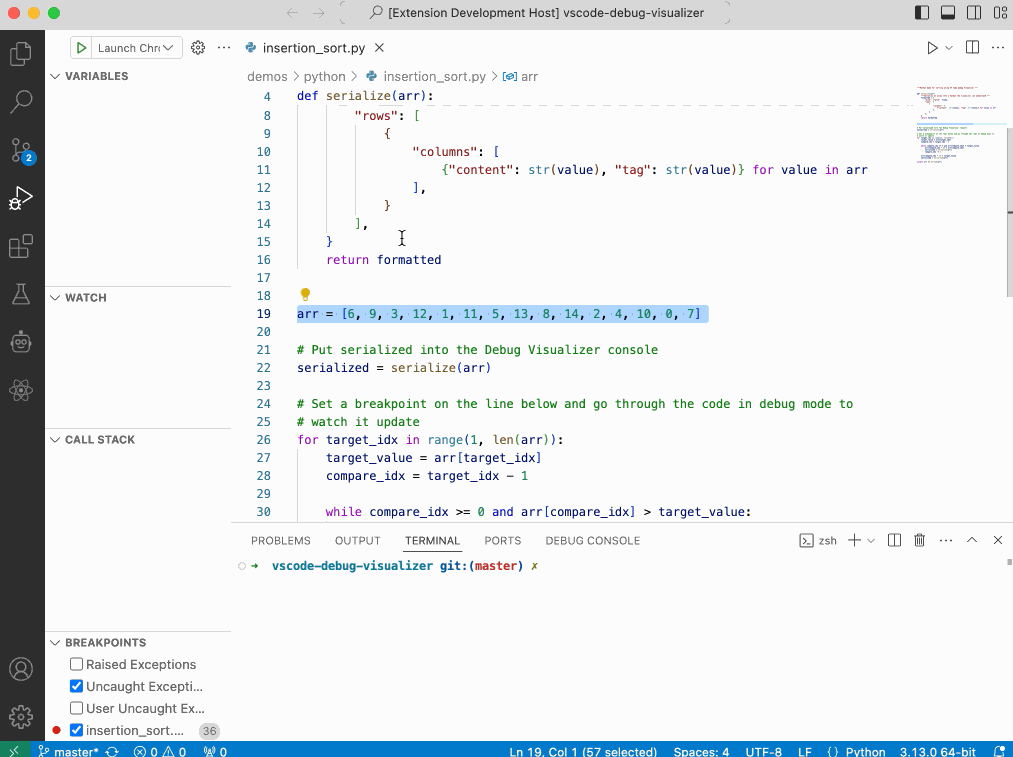 [Extension Development Host] vscode-debug-visualizer
Launch Chr
insertion_sort.py
VARIABLES
demos > python > insertion_sort.py > arr
4 def serialize(arr):
8 "rows": [
9 {
10 "columns": [
11 {"content": str(value), "tag": str(value)} for value in arr
12 ],
13 }
14 ],
15 }
16 return formatted
17
18
19 arr = [6, 9, 3, 12, 1, 11, 5, 13, 8, 14, 2, 4, 10, 0, 7]
20
21 # Put serialized into the Debug Visualizer console
22 serialized = serialize(arr)
23
24 # Set a breakpoint on the line below and go through the code in debug mode to
25 # watch it update
26 for target_idx in range(1, len(arr)):
27 target_value = arr[target_idx]
28 compare_idx = target_idx - 1
29
30 while compare_idx >= 0 and arr[compare_idx] > target_value:
2
WATCH
CALL STACK
PROBLEMS OUTPUT TERMINAL PORTS DEBUG CONSOLE
zsh
➜ vscode-debug-visualizer git:(master) ✗
BREAKPOINTS
Raised Exceptions
Uncaught Excepti...
User Uncaught Ex...
insertion_sort.... 36
master* 0 0 0
Ln 19, Col 1 (57 selected) Spaces: 4 UTF-8 LF {} Python 3.13.0 64-bit